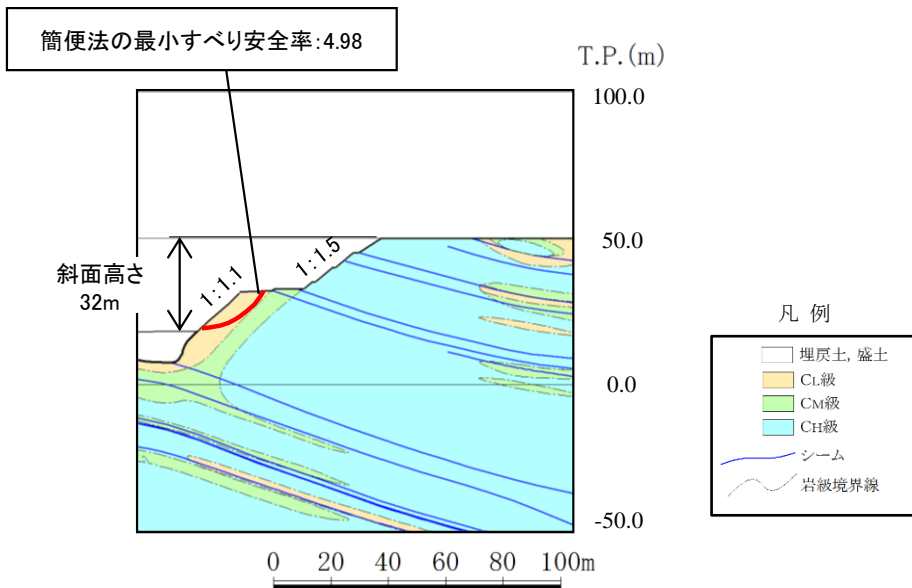 簡便法の最小すべり安全率:4.98
T.P.(m)
100.0
50.0
0.0
-50.0
斜面高さ
32m
1:1.1
1:1.5
凡 例
埋戻土, 盛土
CL級
CM級
CH級
シーム
岩級境界線
0 20 40 60 80 100m